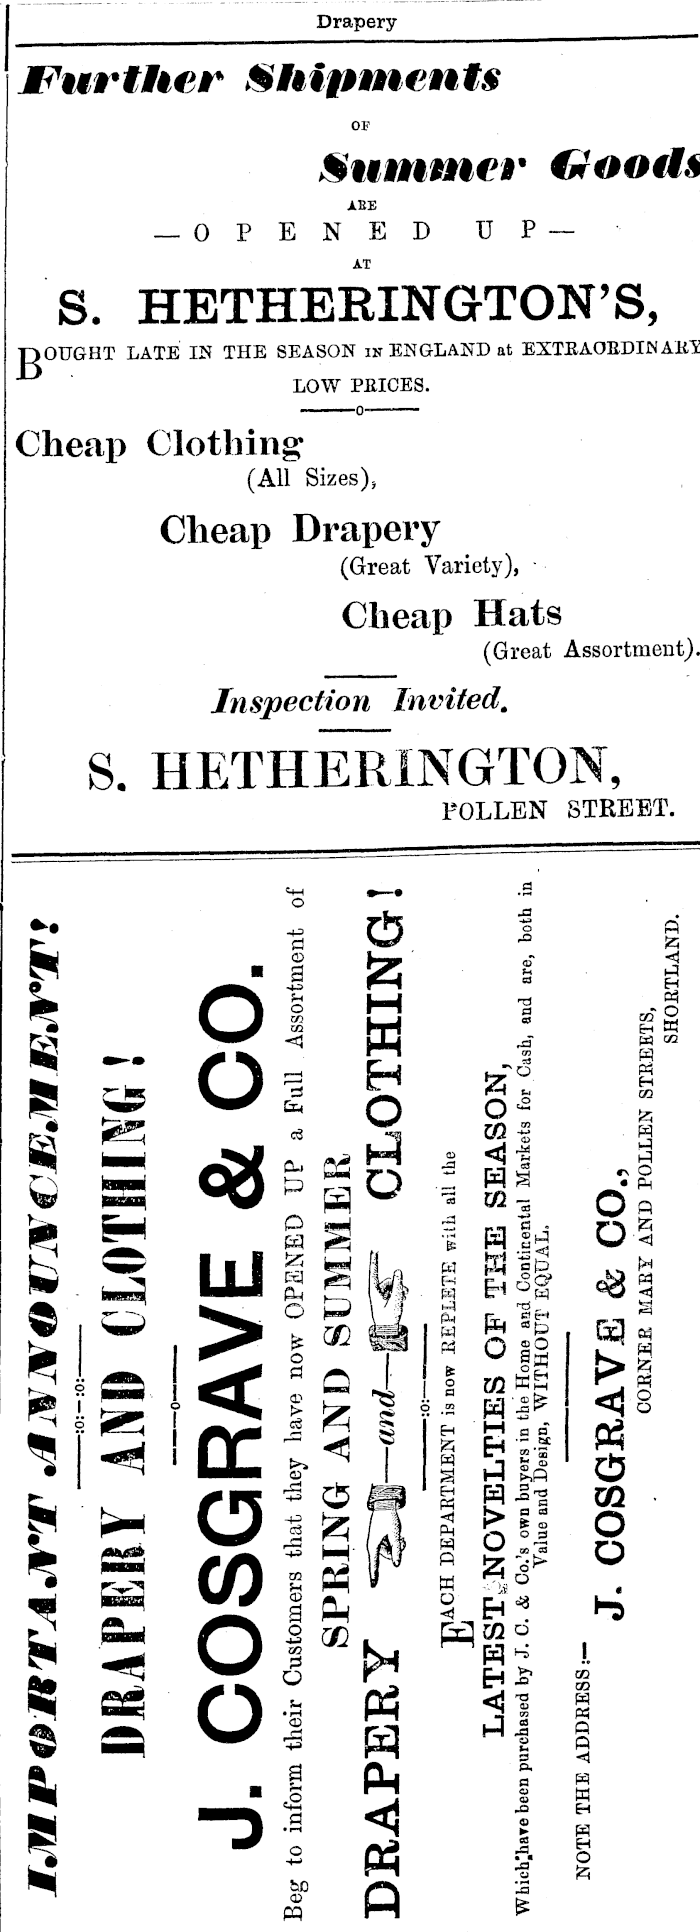 Drapery
Further Shipments
OF
Summer Goods
ARE
—OPENED UP—
AT
S. HETHERINGTON'S,
BOUGHT LATE IN THE SEASON IN ENGLAND at EXTRAORDINARY
LOW PRICES.
———o———
Cheap Clothing
(All Sizes),
Cheap Drapery
(Great Variety),
Cheap Hats
(Great Assortment).
Inspection Invited.
S. HETHERINGTON,
POLLEN STREET.
IMPORTANT ANNOUNCEMENT!
———:o:—:o:———
DRAPERY AND CLOTHING!
———o———
J. COSGRAVE & CO.
Beg to inform their Customers that they have now OPENED UP a Full Assortment of
SPRING AND SUMMER
DRAPERY —and— CLOTHING!
———:o:———
EACH DEPARTMENT is now REPLETE with all the
LATEST NOVELTIES OF THE SEASON,
Which have been purchased by J. C. & Co.'s own buyers in the Home and Continental Markets for Cash, and are, both in
Value and Design, WITHOUT EQUAL.
NOTE THE ADDRESS:—
J. COSGRAVE & CO.,
CORNER MARY AND POLLEN STREETS,
SHORTLAND.